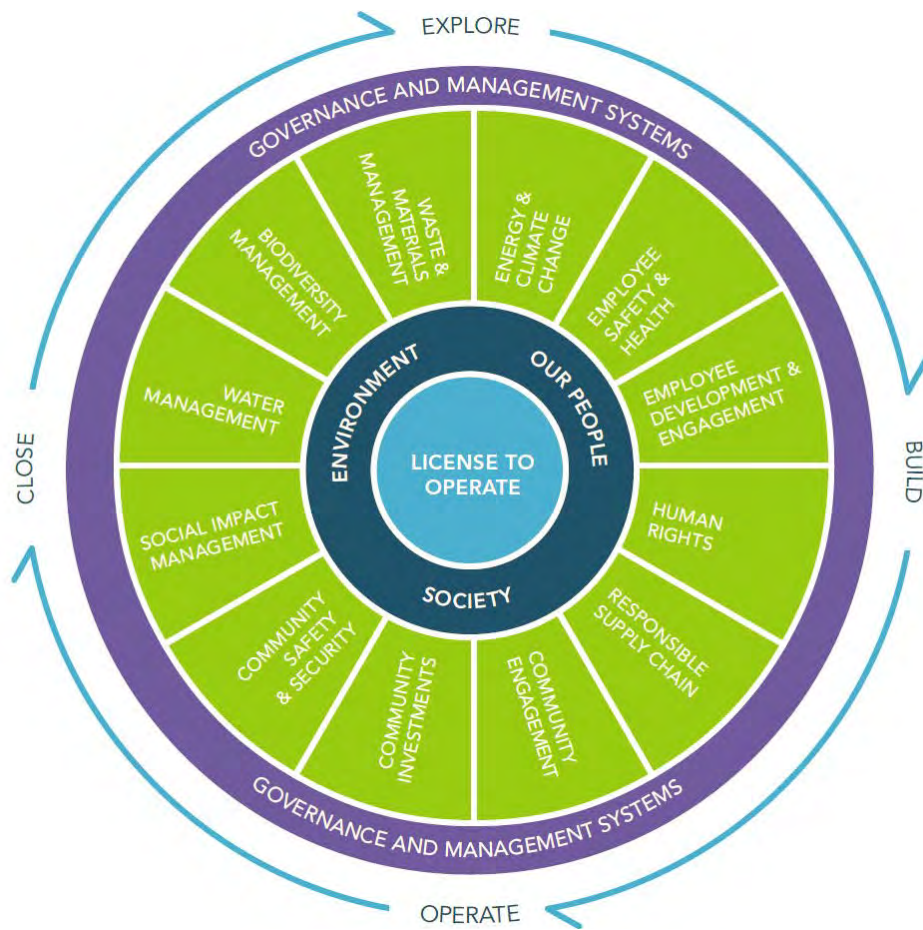 EXPLORE
GOVERNANCE AND MANAGEMENT SYSTEMS
WASTE &
MATERIALS
MANAGEMENT
ENERGY &
CLIMATE
CHANGE
BIODIVERSITY
MANAGEMENT
EMPLOYEE
SAFETY &
HEALTH
WATER
MANAGEMENT
EMPLOYEE
DEVELOPMENT &
ENGAGEMENT
ENVIRONMENT
OUR PEOPLE
LICENSE TO
OPERATE
SOCIETY
CLOSE
BUILD
SOCIAL IMPACT
MANAGEMENT
HUMAN
RIGHTS
COMMUNITY
SAFETY
& SECURITY
RESPONSIBLE
SUPPLY CHAIN
COMMUNITY
INVESTMENTS
COMMUNITY
ENGAGEMENT
GOVERNANCE AND MANAGEMENT SYSTEMS
OPERATE